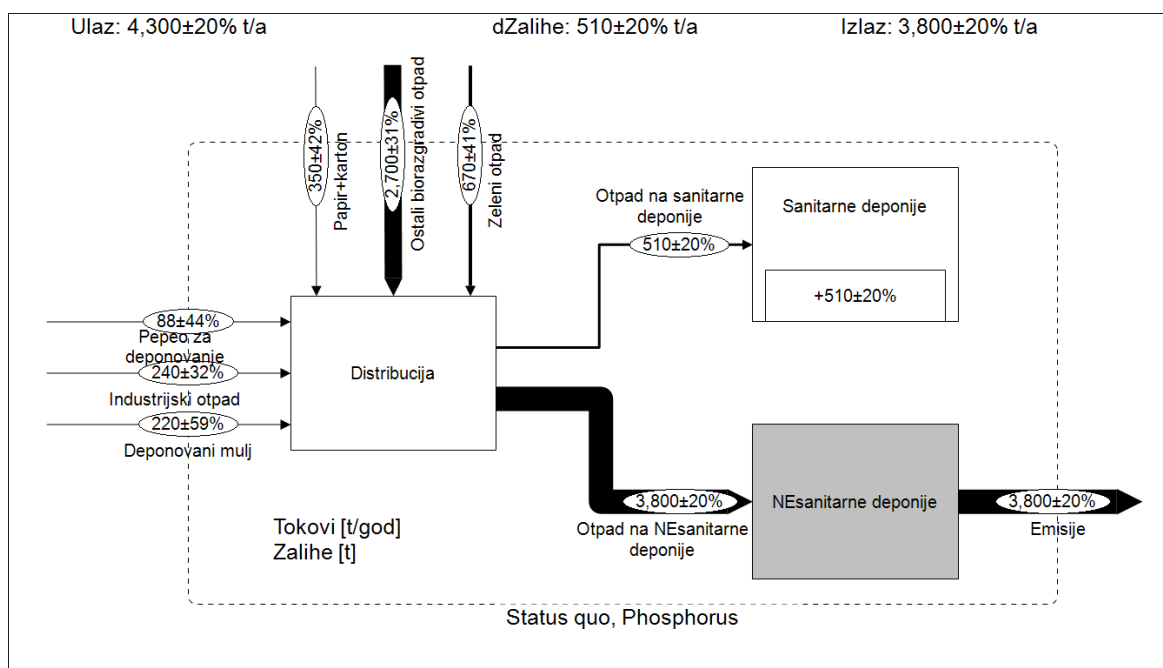 Ulaz: 4,300±20% t/a
dZalihe: 510±20% t/a
Izlaz: 3,800±20% t/a
350±42%
Papir+karton
2,700±31%
Ostali biorazgradivi otpad
670±41%
Zeleni otpad
Otpad na sanitarne
deponije
510±20%
Sanitarne deponije
+510±20%
88±44%
Pepeo za
deponovanje
240±32%
Industrijski otpad
220±59%
Deponovani mulj
Distribucija
3,800±20%
Otpad na NEsanitarne
deponije
NEsanitarne deponije
3,800±20%
Emisije
Tokovi [t/god]
Zalihe [t]
Status quo, Phosphorus